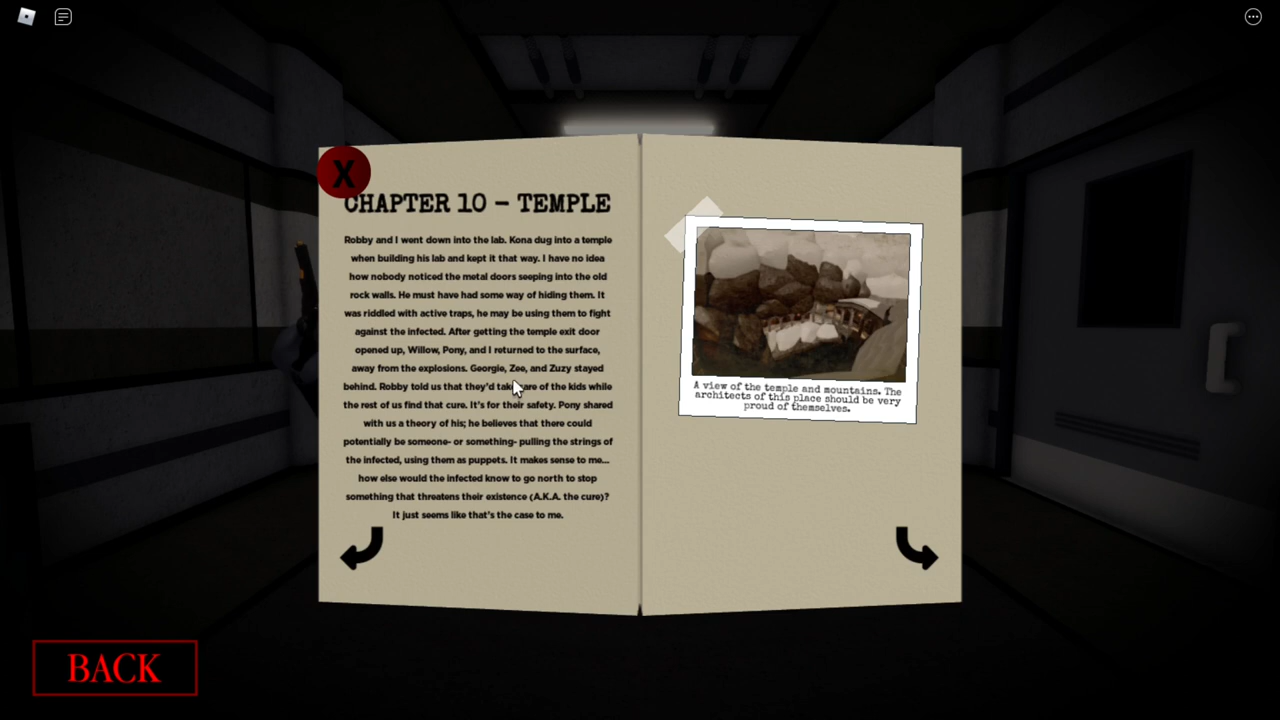 X
CHAPTER 10 - TEMPLE
Robby and I went down into the lab. Kona dug into a temple
when building his lab and kept it that way. I have no idea
how nobody noticed the metal doors seeping into the old
rock walls. He must have had some way of hiding them. It
was riddled with active traps, he may be using them to fight
against the infected. After getting the temple exit door
opened up, Willow, Pony, and I returned to the surface,
away from the explosions. Georgie, Zee, and Zuzy stayed
behind. Robby told us that they'd take care of the kids while
the rest of us find that cure. It's for their safety. Pony shared
with us a theory of his; he believes that there could
potentially be someone- or something- pulling the strings of
the infected, using them as puppets. It makes sense to me...
how else would the infected know to go north to stop
something that threatens their existence (A.K.A. the cure)?
It just seems like that's the case to me.
A view of the temple and mountains. The
architects of this place should be very
proud of themselves.
BACK